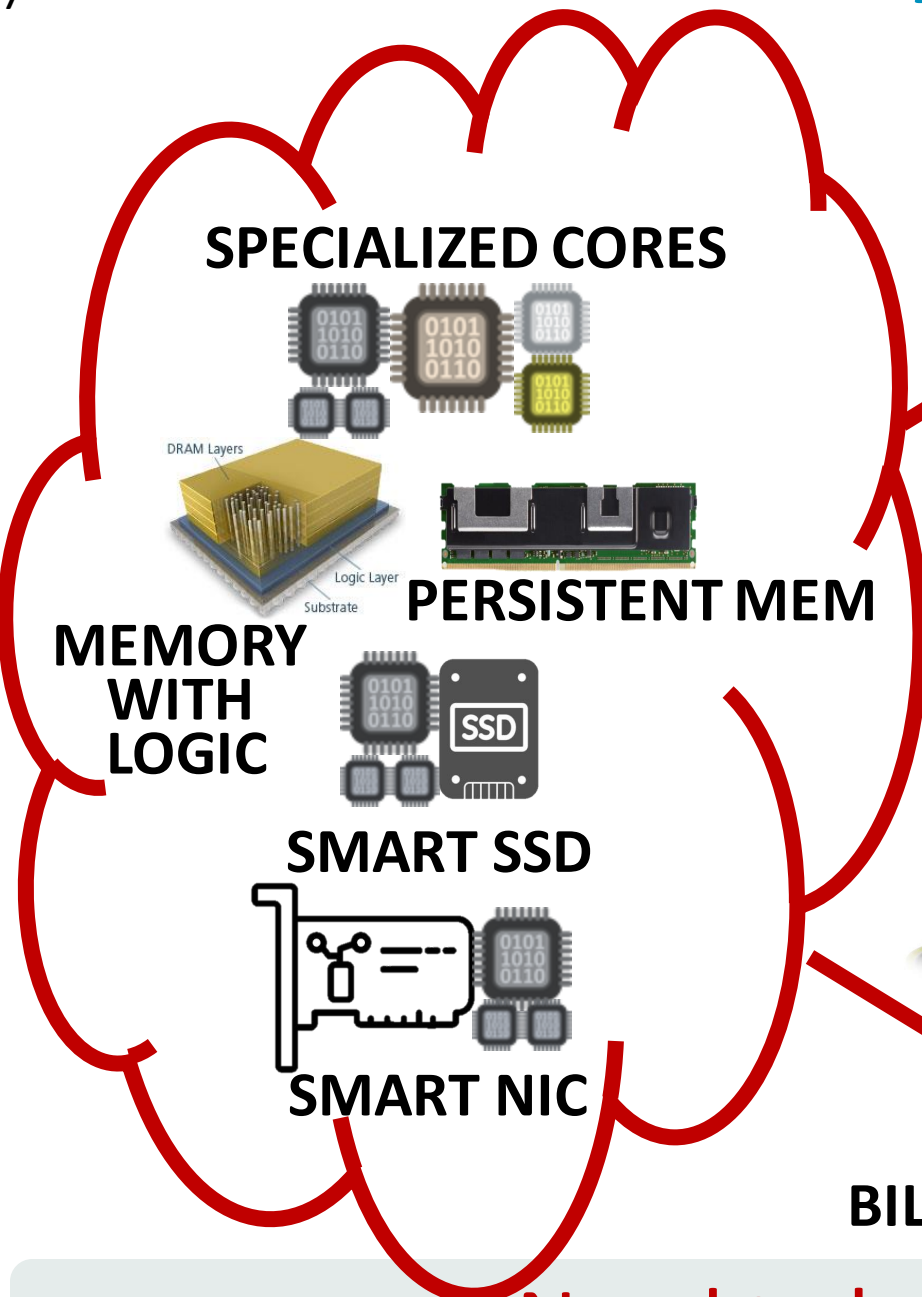 SPECIALIZED CORES
0101
1010
0110
0101
1010
0110
0101
1010
0110
0101
1010
0110
DRAM Layers
Logic Layer
Substrate
PERSISTENT MEM
MEMORY
WITH
LOGIC
0101
1010
0110
SSD
SMART SSD
0101
1010
0110
SMART NIC
BIL